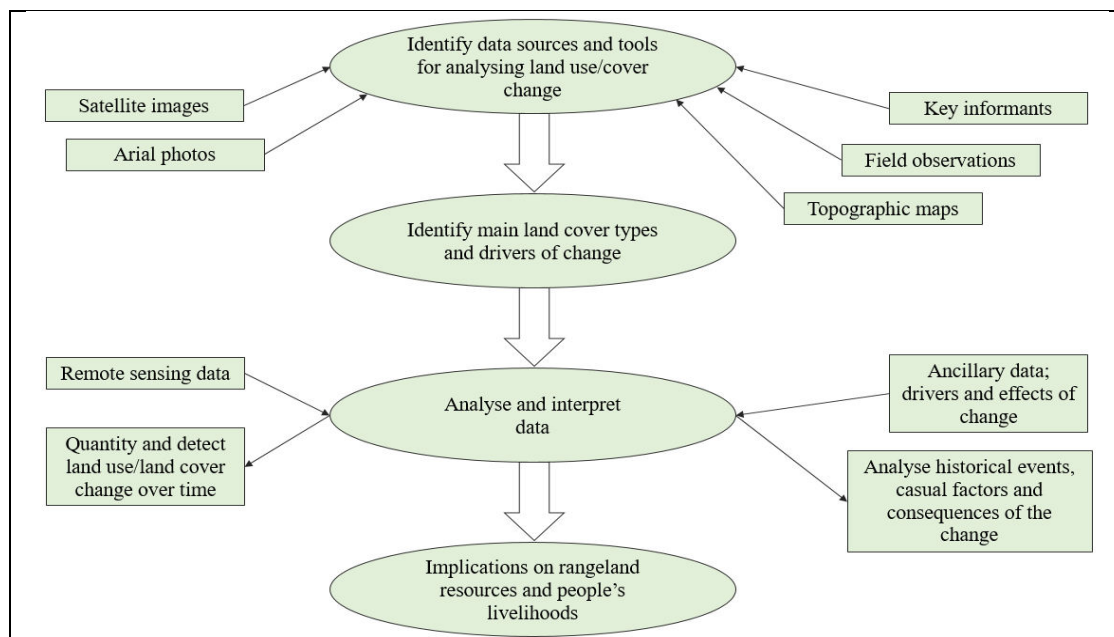 Identify data sources and tools
for analysing land use/cover
change
Satellite images
Arial photos
Key informants
Field observations
Topographic maps
Identify main land cover types
and drivers of change
Remote sensing data
Quantity and detect
land use/land cover
change over time
Analyse and interpret
data
Ancillary data;
drivers and effects of
change
Analyse historical events,
casual factors and
consequences of the
change
Implications on rangeland
resources and people's
livelihoods